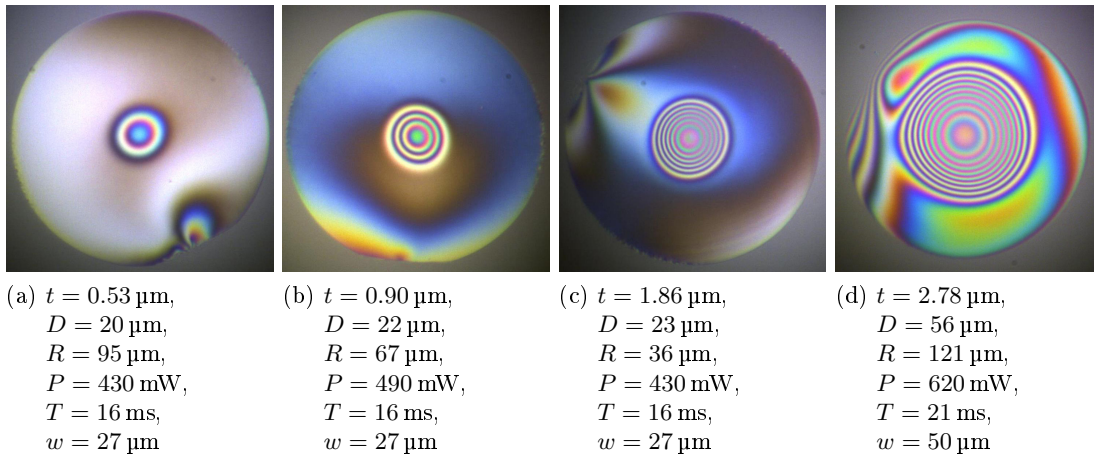 (a) t = 0.53 µm,
D = 20 µm,
R = 95 µm,
P = 430 mW,
T = 16 ms,
w = 27 µm
(b) t = 0.90 µm,
D = 22 µm,
R = 67 µm,
P = 490 mW,
T = 16 ms,
w = 27 µm
(c) t = 1.86 µm,
D = 23 µm,
R = 36 µm,
P = 430 mW,
T = 16 ms,
w = 27 µm
(d) t = 2.78 µm,
D = 56 µm,
R = 121 µm,
P = 620 mW,
T = 21 ms,
w = 50 µm